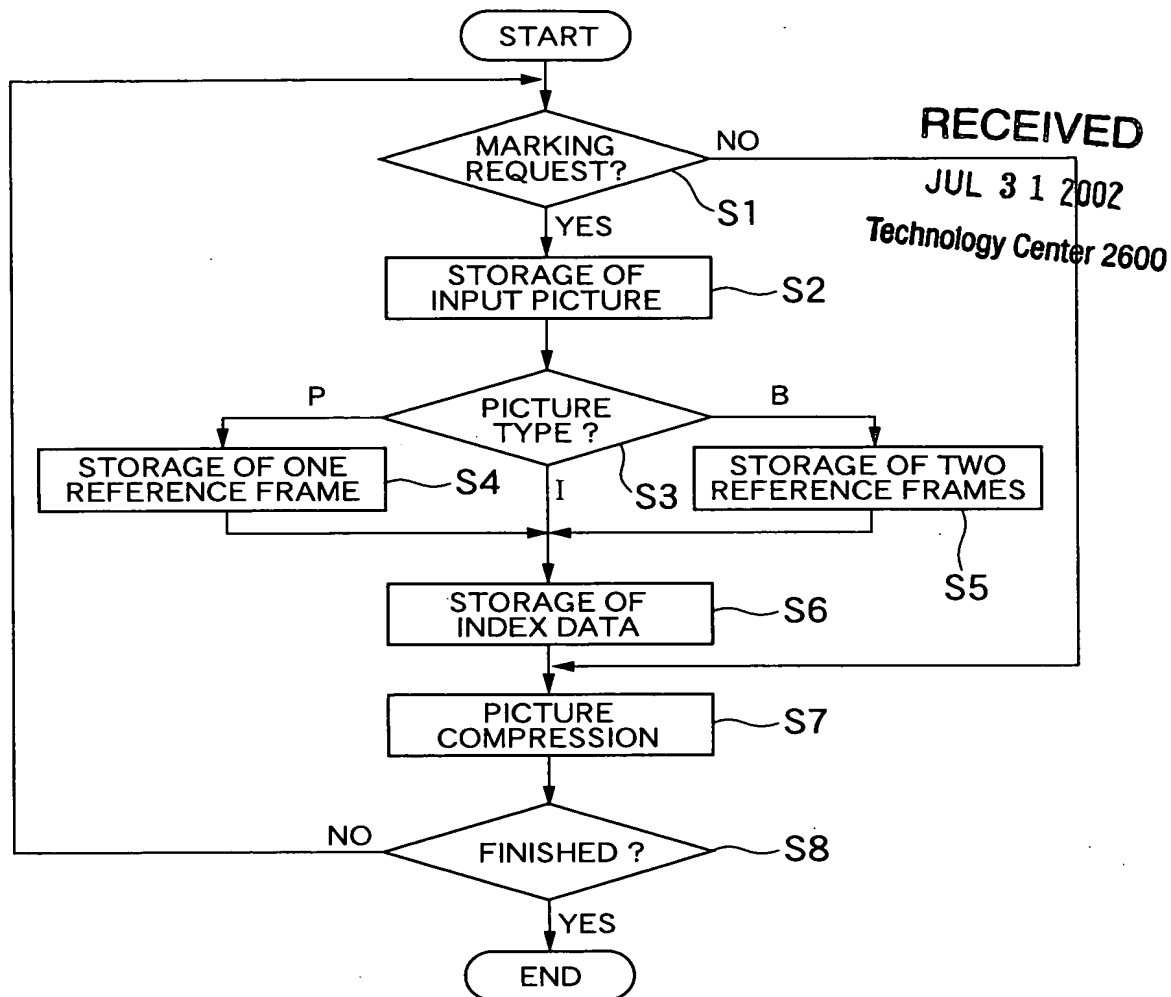 START
MARKING
REQUEST?
NO
S1
YES
RECEIVED
JUL 31 2002
Technology Center 2600
STORAGE OF
INPUT PICTURE
S2
P
PICTURE
TYPE ?
B
S3
I
STORAGE OF ONE
REFERENCE FRAME
S4
STORAGE OF TWO
REFERENCE FRAMES
S5
STORAGE OF
INDEX DATA
S6
PICTURE
COMPRESSION
S7
NO
FINISHED ?
S8
YES
END